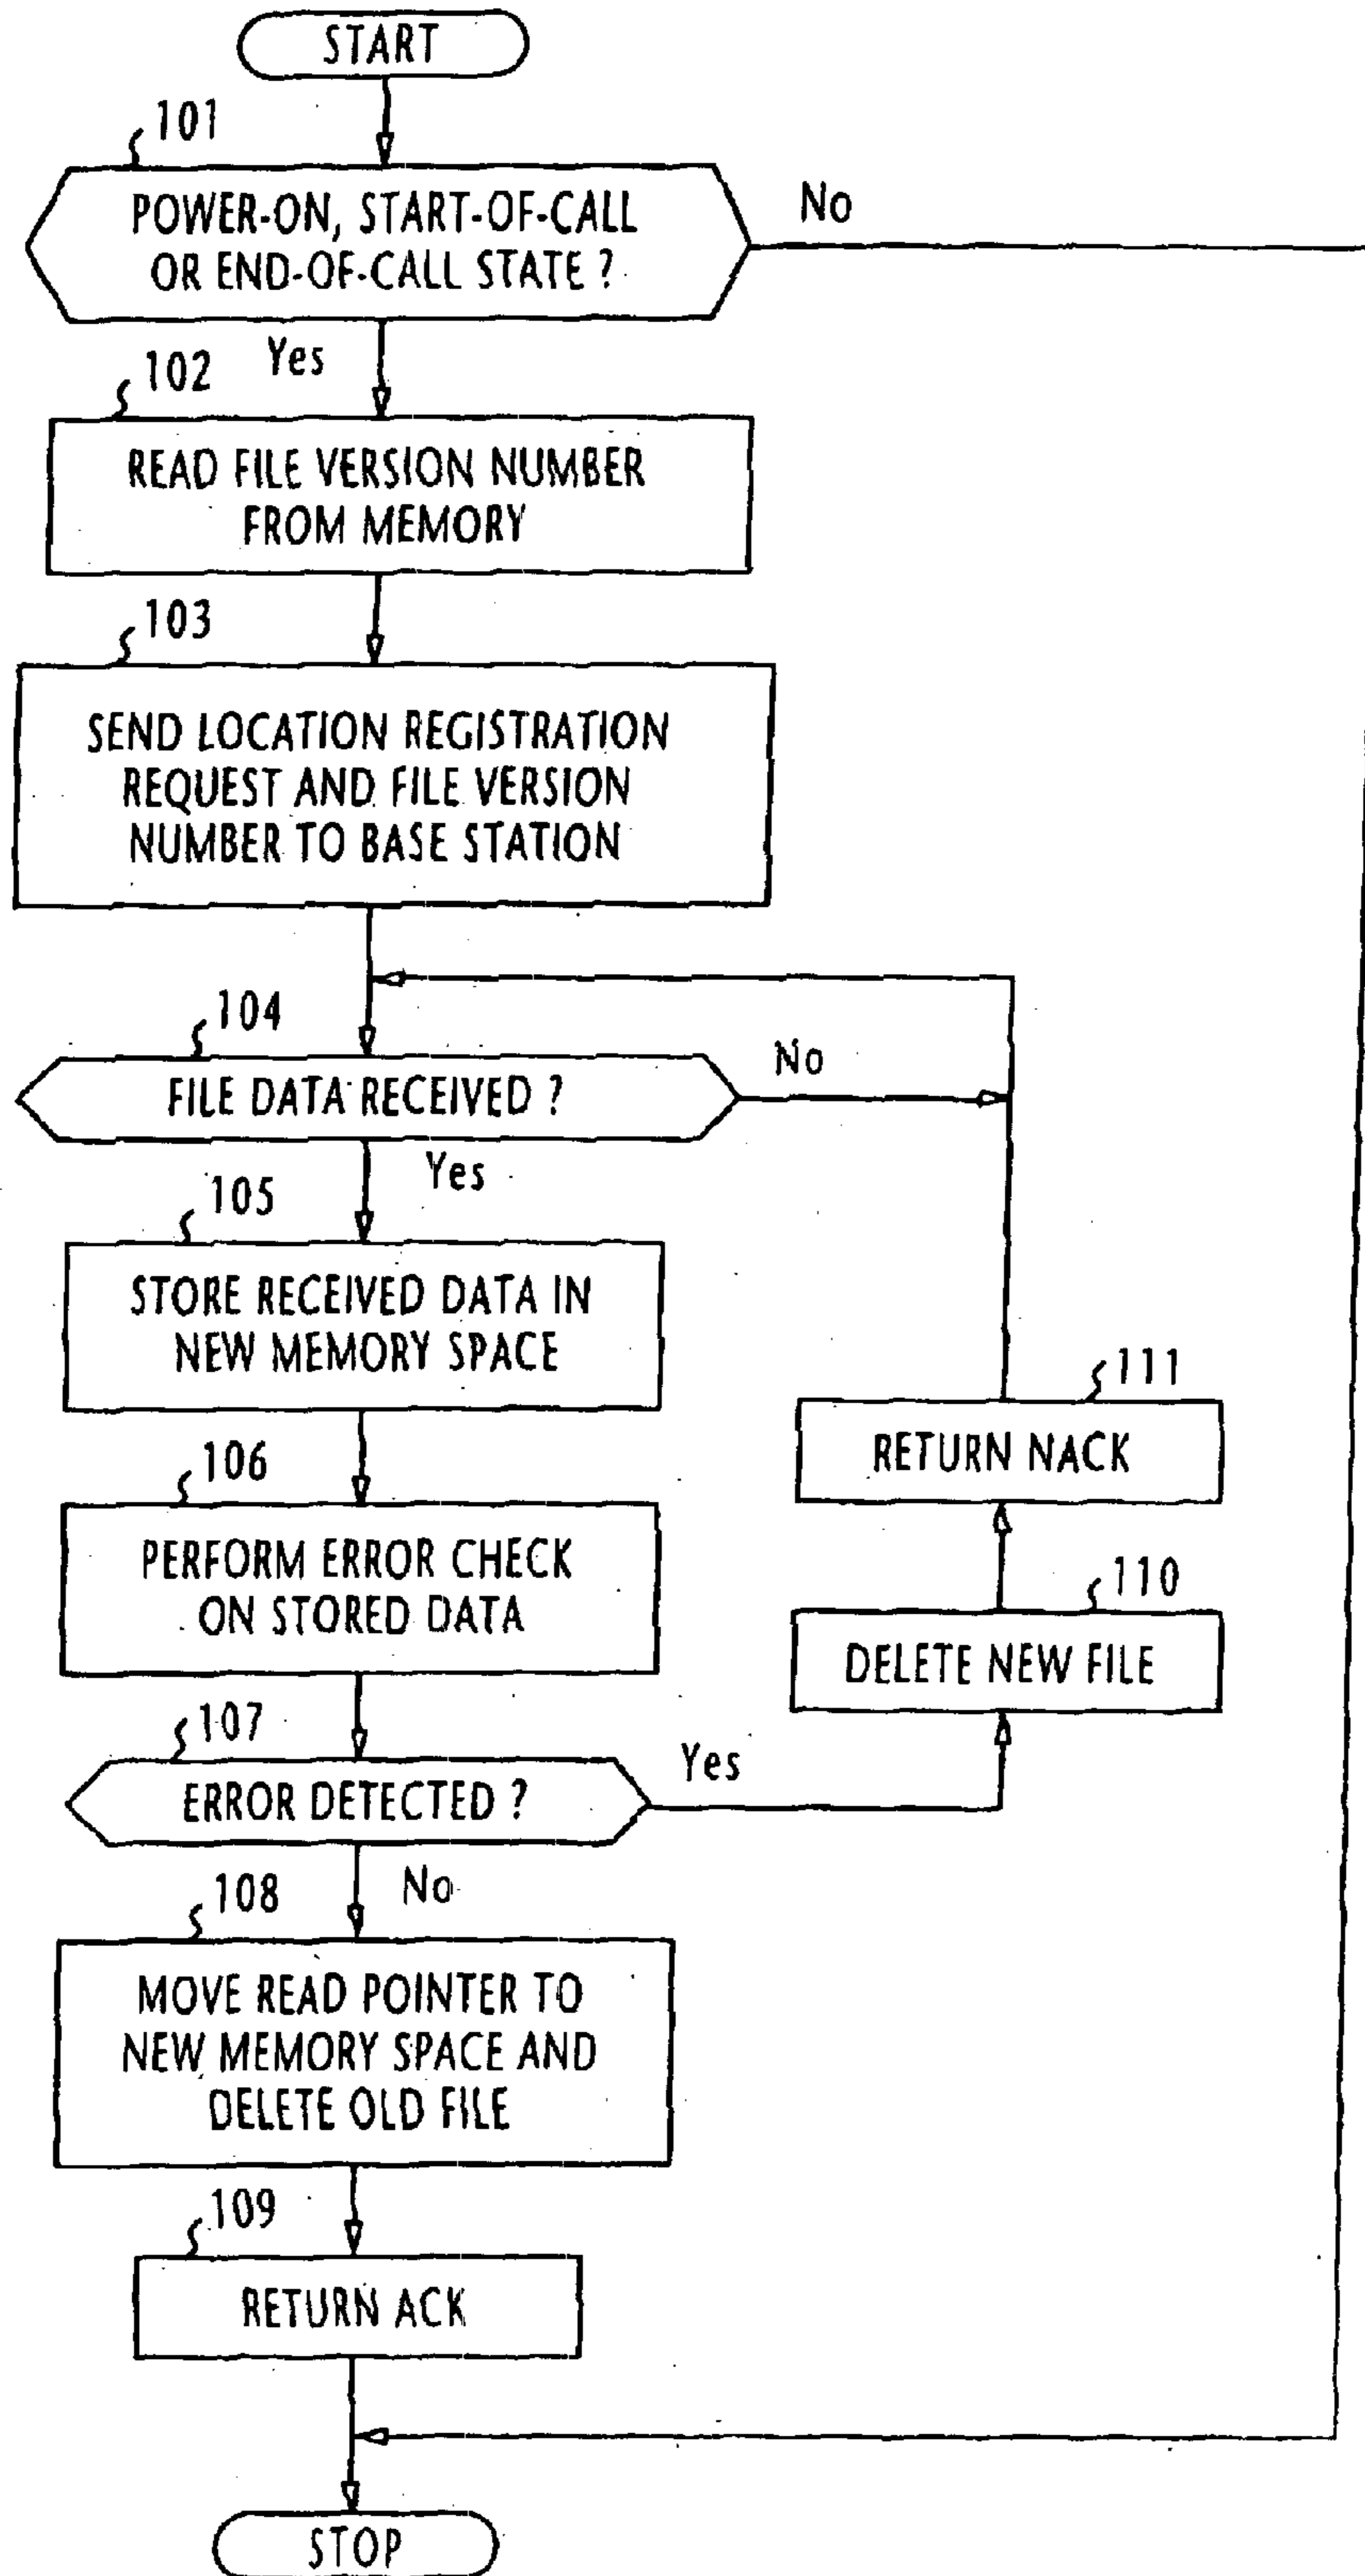 START
101
POWER-ON, START-OF-CALL
OR END-OF-CALL STATE ?
No
Yes
102
READ FILE VERSION NUMBER
FROM MEMORY
103
SEND LOCATION REGISTRATION
REQUEST AND FILE VERSION
NUMBER TO BASE STATION
104
FILE DATA RECEIVED ?
No
Yes
105
STORE RECEIVED DATA IN
NEW MEMORY SPACE
111
RETURN NACK
106
PERFORM ERROR CHECK
ON STORED DATA
110
DELETE NEW FILE
107
ERROR DETECTED ?
Yes
No
108
MOVE READ POINTER TO
NEW MEMORY SPACE AND
DELETE OLD FILE
109
RETURN ACK
STOP